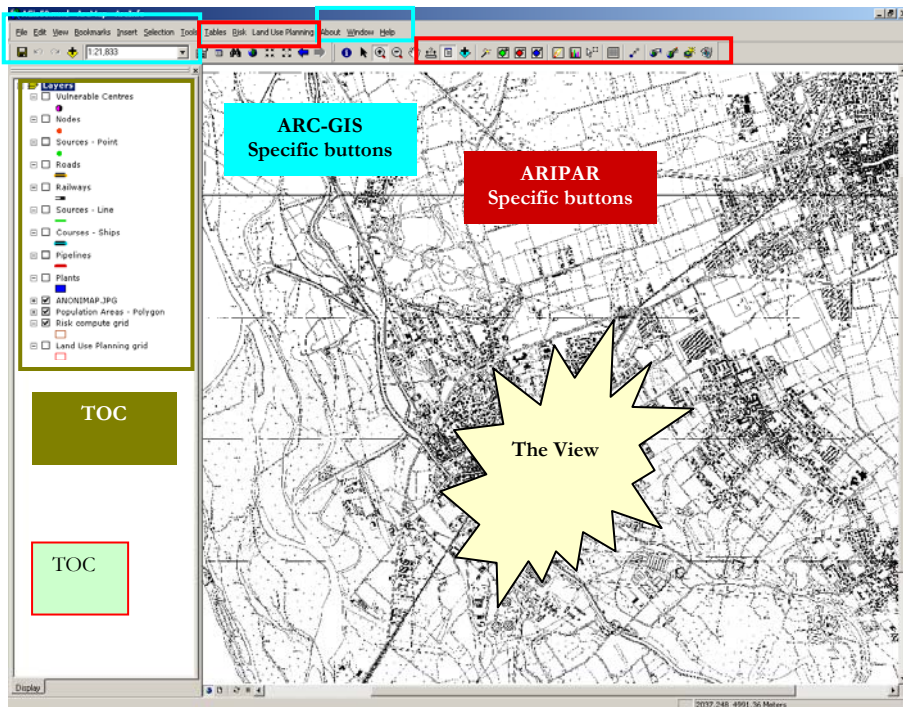 File Edit View Bookmarks Insert Selection Tools Tables Risk Land Use Planning About Window Help
1:21,833
Layers
Vulnerable Centres
Nodes
Sources - Point
Roads
Railways
Sources - Line
Courses - Ships
Pipelines
Plants
ANONIMAP.JPG
Population Areas - Polygon
Risk compute grid
Land Use Planning grid
ARC-GIS
Specific buttons
ARIPAR
Specific buttons
TOC
The View
TOC
Display
2037,248 4991,36 Meters